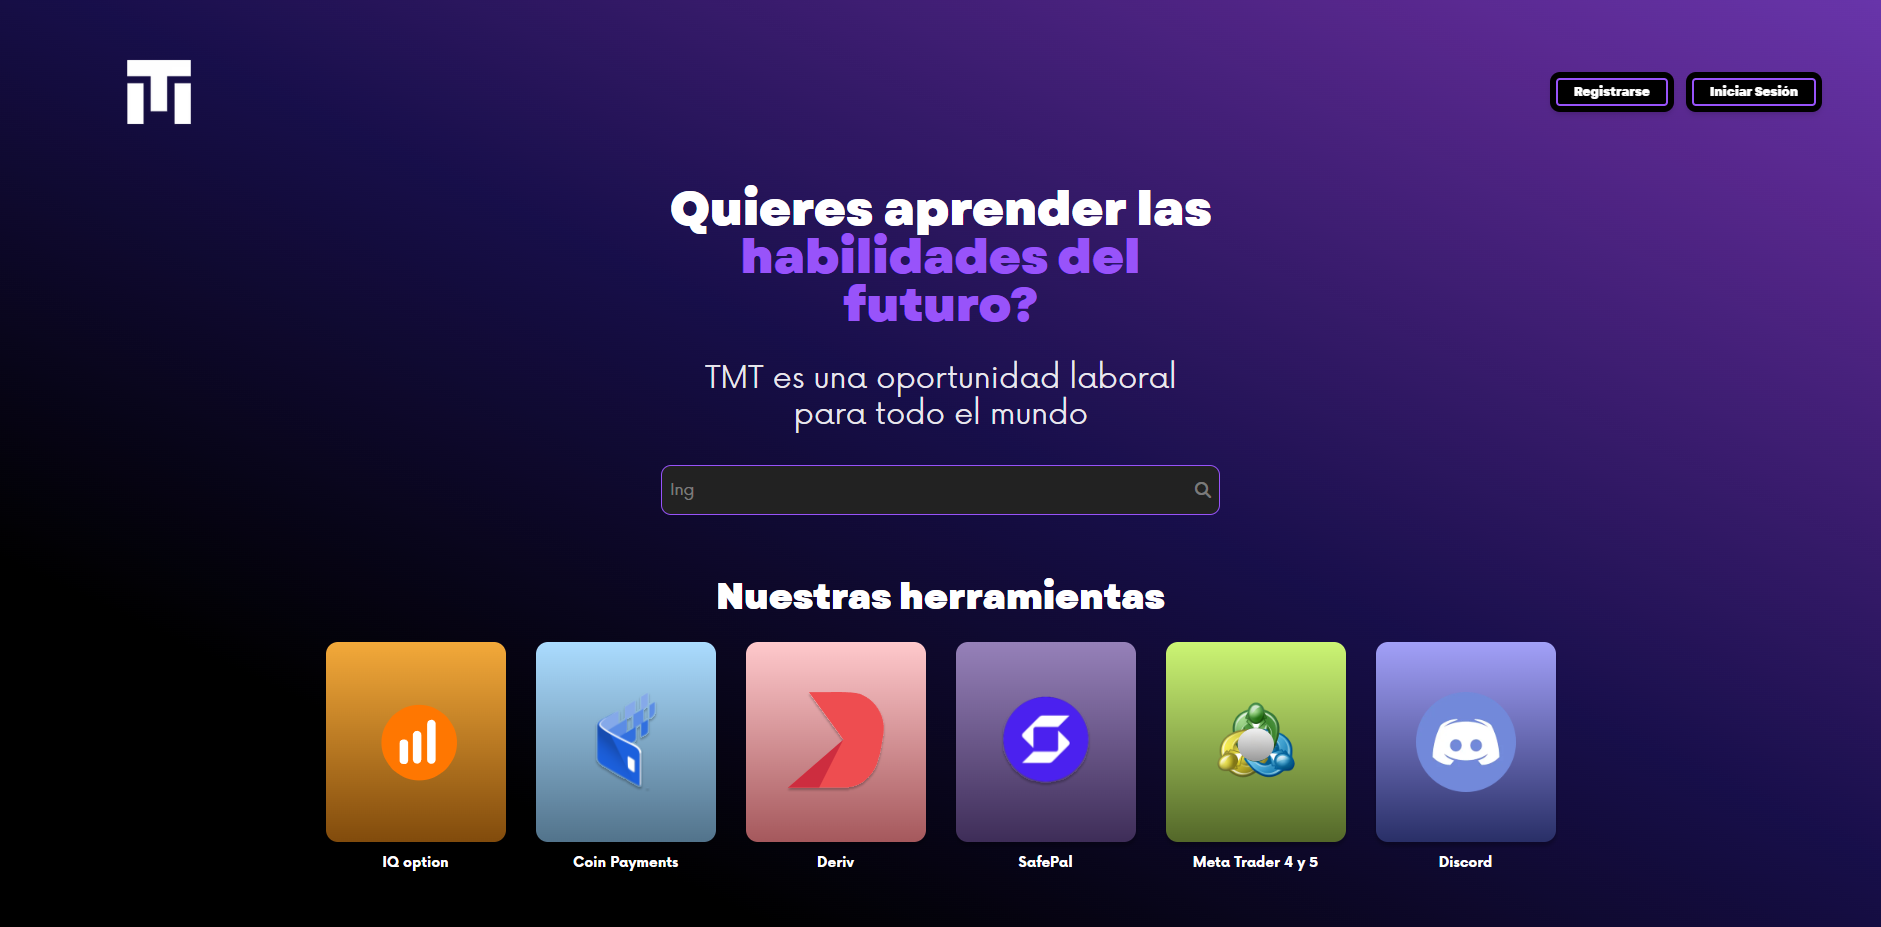 Registrarse
Iniciar Sesión
Quieres aprender las
habilidades del
futuro?
TMT es una oportunidad laboral
para todo el mundo
Ing
Nuestras herramientas
IQ option
Coin Payments
Deriv
SafePal
Meta Trader 4 y 5
Discord